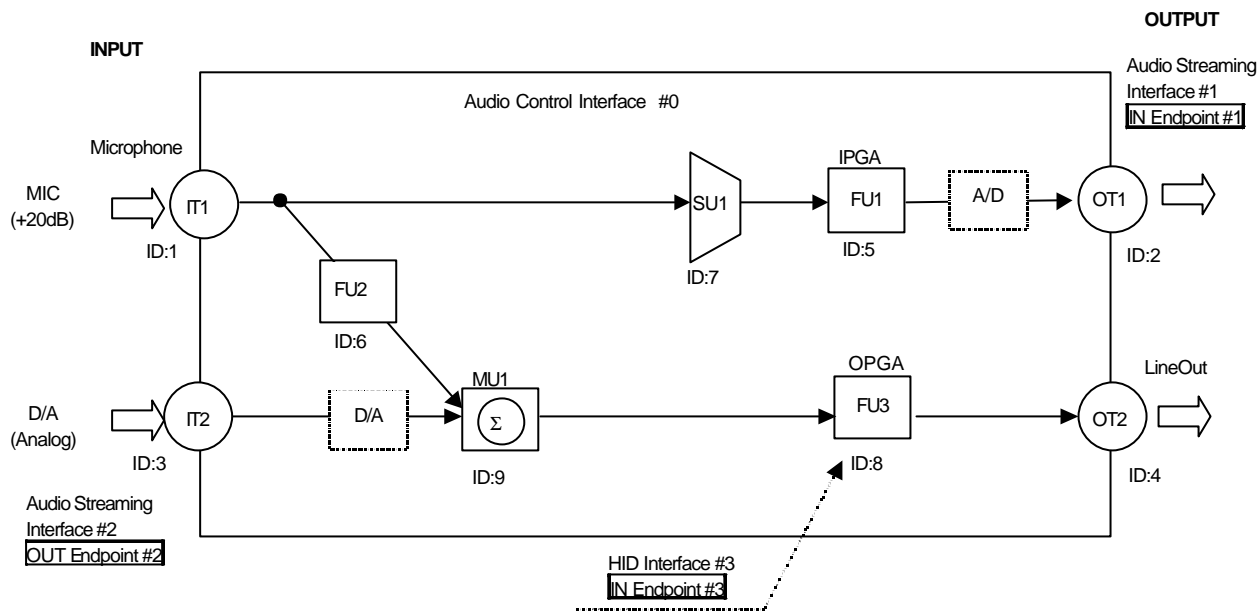 OUTPUT
INPUT
Audio Streaming
Interface #1
IN Endpoint #1
Audio Control Interface #0
Microphone
MIC
(+20dB)
IT1
ID:1
SU1
ID:7
IPGA
FU1
ID:5
A/D
OT1
ID:2
FU2
ID:6
D/A
(Analog)
IT2
ID:3
D/A
MU1
Σ
ID:9
OPGA
FU3
ID:8
LineOut
OT2
ID:4
Audio Streaming
Interface #2
OUT Endpoint #2
HID Interface #3
IN Endpoint #3